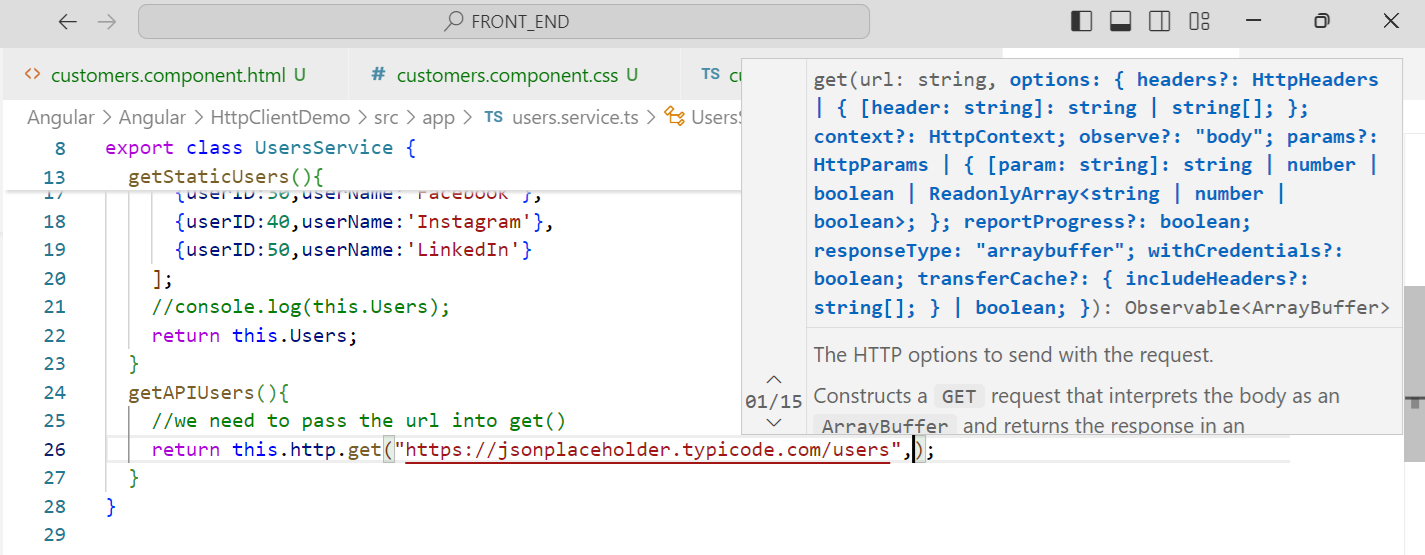 FRONT_END
customers.component.html U
# customers.component.css U
TS cu
Angular > Angular > HttpClientDemo > src > app > TS users.service.ts > UsersS
8 export class UsersService {
13 getStaticUsers(){
17 {userID:30,userName:'Facebook'},
18 {userID:40,userName:'Instagram'},
19 {userID:50,userName:'LinkedIn'}
20 ];
21 //console.log(this.Users);
22 return this.Users;
23 }
24 getAPIUsers(){
25 //we need to pass the url into get()
26 return this.http.get("https://jsonplaceholder.typicode.com/users",);
27 }
28 }
29
get(url: string, options: { headers?: HttpHeaders
| { [header: string]: string | string[]; };
context?: HttpContext; observe?: "body"; params?:
HttpParams | { [param: string]: string | number |
boolean | ReadonlyArray<string | number |
boolean>; }; reportProgress?: boolean;
responseType: "arraybuffer"; withCredentials?:
boolean; transferCache?: { includeHeaders?:
string[]; } | boolean; }): Observable<ArrayBuffer>
The HTTP options to send with the request.
01/15
Constructs a GET request that interprets the body as an
ArrayBuffer and returns the response in an